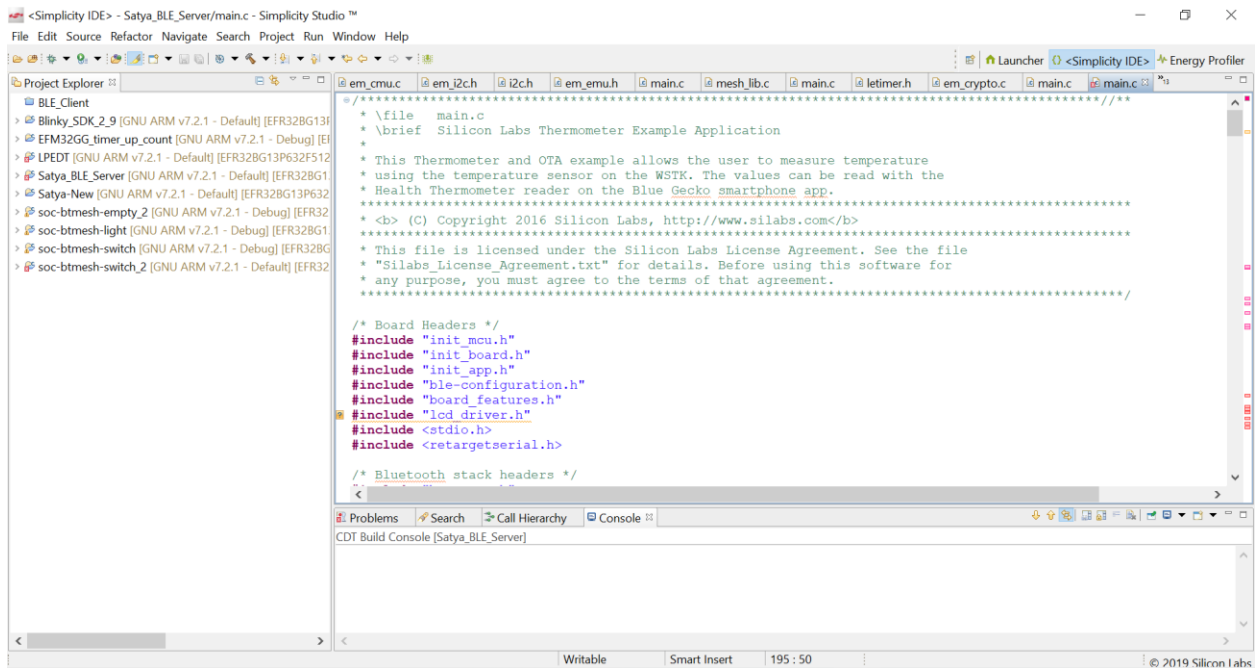 <Simplicity IDE> - Satya_BLE_Server/main.c - Simplicity Studio ™
File Edit Source Refactor Navigate Search Project Run Window Help
Launcher {} <Simplicity IDE> Energy Profiler
Project Explorer
em_cmu.c em_i2c.h i2c.h em_emu.h main.c mesh_lib.c main.c letimer.h em_crypto.c main.c main.c »13
BLE_Client
Blinky_SDK_2_9 [GNU ARM v7.2.1 - Default] [EFR32BG13F
EFM32GG_timer_up_count [GNU ARM v7.2.1 - Debug] [EF
LPEDT [GNU ARM v7.2.1 - Default] [EFR32BG13P632F512
Satya_BLE_Server [GNU ARM v7.2.1 - Default] [EFR32BG1
Satya-New [GNU ARM v7.2.1 - Default] [EFR32BG13P632
soc-btmesh-empty_2 [GNU ARM v7.2.1 - Debug] [EFR32
soc-btmesh-light [GNU ARM v7.2.1 - Debug] [EFR32BG1
soc-btmesh-switch [GNU ARM v7.2.1 - Debug] [EFR32BG
soc-btmesh-switch_2 [GNU ARM v7.2.1 - Default] [EFR32
/***********************************************************************************************//**
* \file main.c
* \brief Silicon Labs Thermometer Example Application
*
* This Thermometer and OTA example allows the user to measure temperature
* using the temperature sensor on the WSTK. The values can be read with the
* Health Thermometer reader on the Blue Gecko smartphone app.
***************************************************************************************************
* <b> (C) Copyright 2016 Silicon Labs, http://www.silabs.com</b>
***************************************************************************************************
* This file is licensed under the Silicon Labs License Agreement. See the file
* "Silabs_License_Agreement.txt" for details. Before using this software for
* any purpose, you must agree to the terms of that agreement.
**************************************************************************************************/
/* Board Headers */
#include "init_mcu.h"
#include "init_board.h"
#include "init_app.h"
#include "ble-configuration.h"
#include "board_features.h"
#include "lcd_driver.h"
#include <stdio.h>
#include <retargetserial.h>
/* Bluetooth stack headers */
Problems Search Call Hierarchy Console
CDT Build Console [Satya_BLE_Server]
Writable Smart Insert 195 : 50
© 2019 Silicon Labs